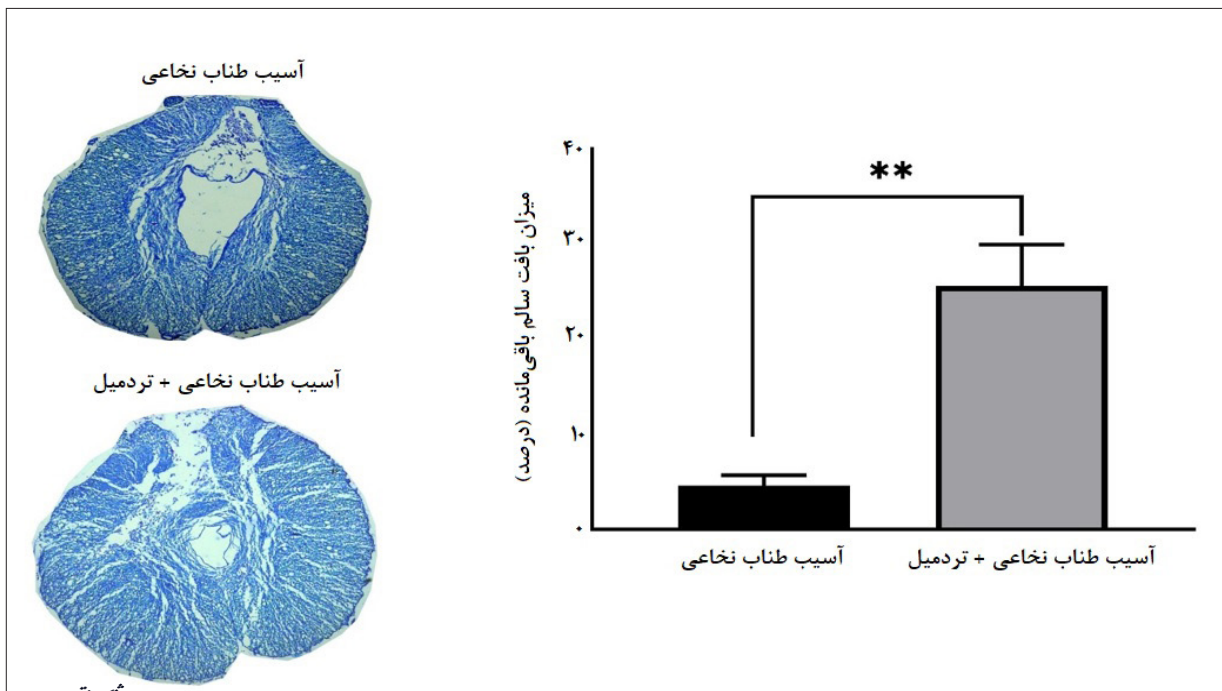 آسیب طناب نخاعی
آسیب طناب نخاعی + تردمیل
میزان بافت سالم باقی‌مانده (درصد)
۴۰
۳۰
۲۰
۱۰
۰
**
آسیب طناب نخاعی
آسیب طناب نخاعی + تردمیل